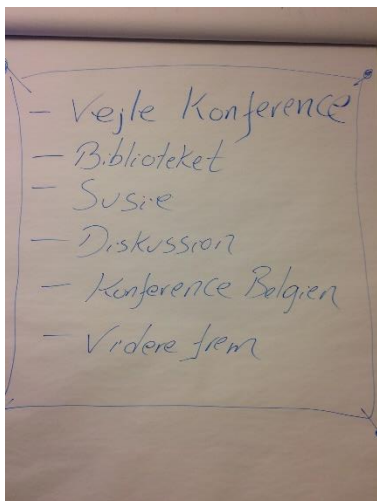 - Vejle Konference
- Biblioteket
- Susie
- Diskussion
- Konference Belgien
- Videre frem